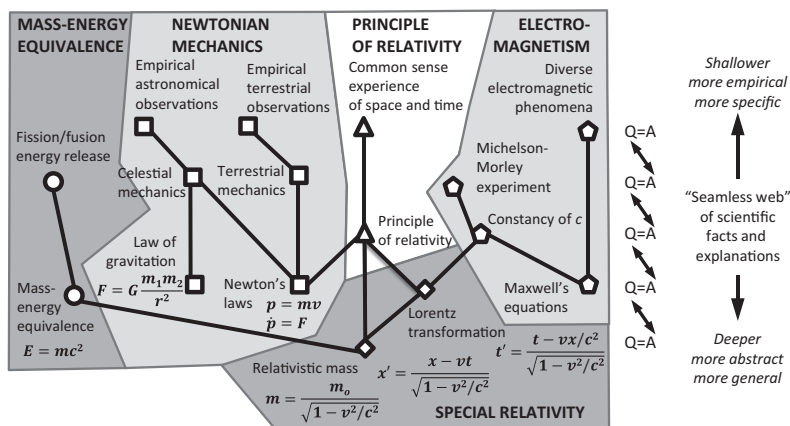 MASS-ENERGY
EQUIVALENCE
NEWTONIAN
MECHANICS
PRINCIPLE
OF RELATIVITY
ELECTRO-
MAGNETISM
Empirical
astronomical
observations
Empirical
terrestrial
observations
Common sense
experience
of space and time
Diverse
electromagnetic
phenomena
Fission/fusion
energy release
Celestial
mechanics
Terrestrial
mechanics
Michelson-
Morley
experiment
Principle
of relativity
Constancy of c
Law of
gravitation
F = G m₁m₂ / r²
Newton's
laws
p = mv
ṗ = F
Mass-
energy
equivalence
E = mc²
Maxwell's
equations
Lorentz
transformation
x′ = (x − vt) / √(1 − v²/c²)
t′ = (t − vx/c²) / √(1 − v²/c²)
Relativistic mass
m = mₒ / √(1 − v²/c²)
SPECIAL RELATIVITY
Q=A
Q=A
Q=A
Q=A
Q=A
Shallower
more empirical
more specific
“Seamless web”
of scientific
facts and
explanations
Deeper
more abstract
more general